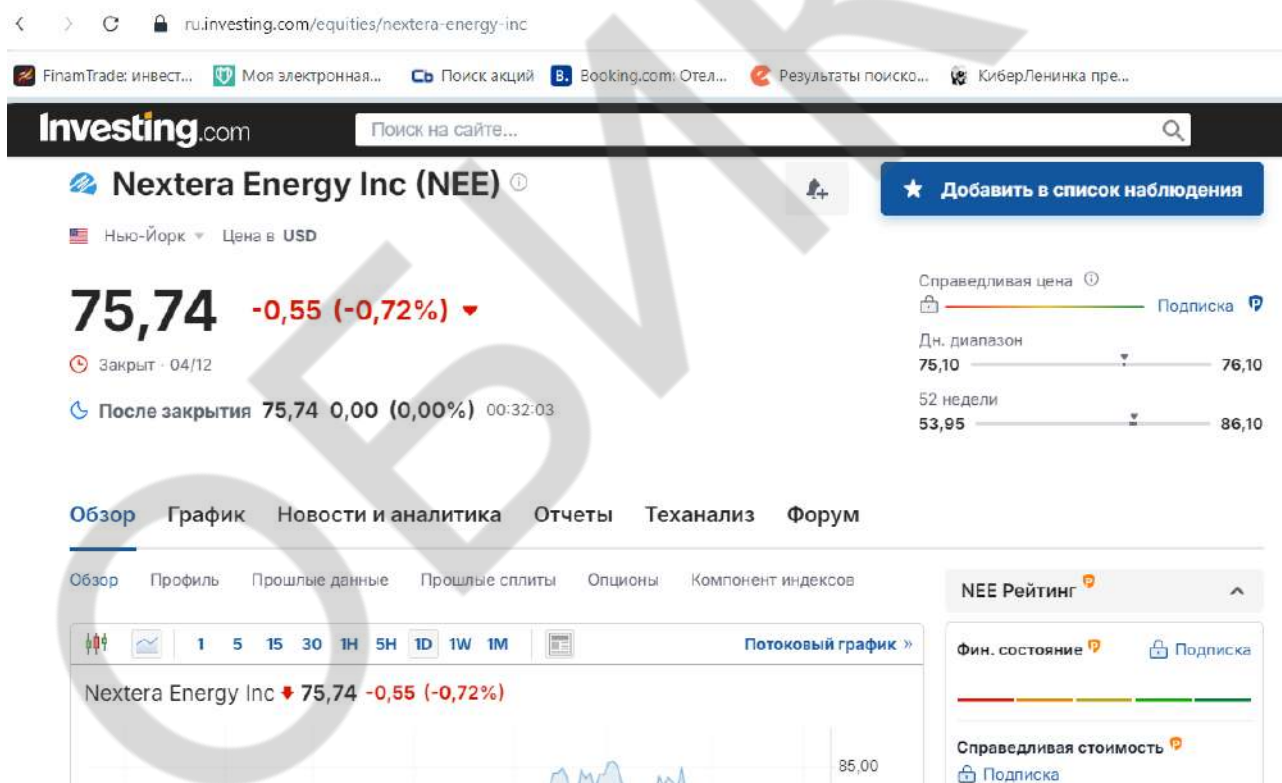 ru.investing.com/equities/nextera-energy-inc
FinamTrade: инвест... Моя электронная... Сь Поиск акций B. Booking.com: Отел... Результаты поиско... КиберЛенинка пре...
Investing.com Поиск на сайте...
Nextera Energy Inc (NEE)
Добавить в список наблюдения
Нью-Йорк Цена в USD
75,74 -0,55 (-0,72%)
Закрыт · 04/12
После закрытия 75,74 0,00 (0,00%) 00:32:03
Справедливая цена
Подписка
Дн. диапазон
75,10 76,10
52 недели
53,95 86,10
Обзор График Новости и аналитика Отчеты Теханализ Форум
Обзор Профиль Прошлые данные Прошлые сплиты Опционы Компонент индексов
1 5 15 30 1H 5H 1D 1W 1M Потоковый график »
Nextera Energy Inc 75,74 -0,55 (-0,72%)
85,00
NEE Рейтинг
Фин. состояние Подписка
Справедливая стоимость
Подписка
ОБИК